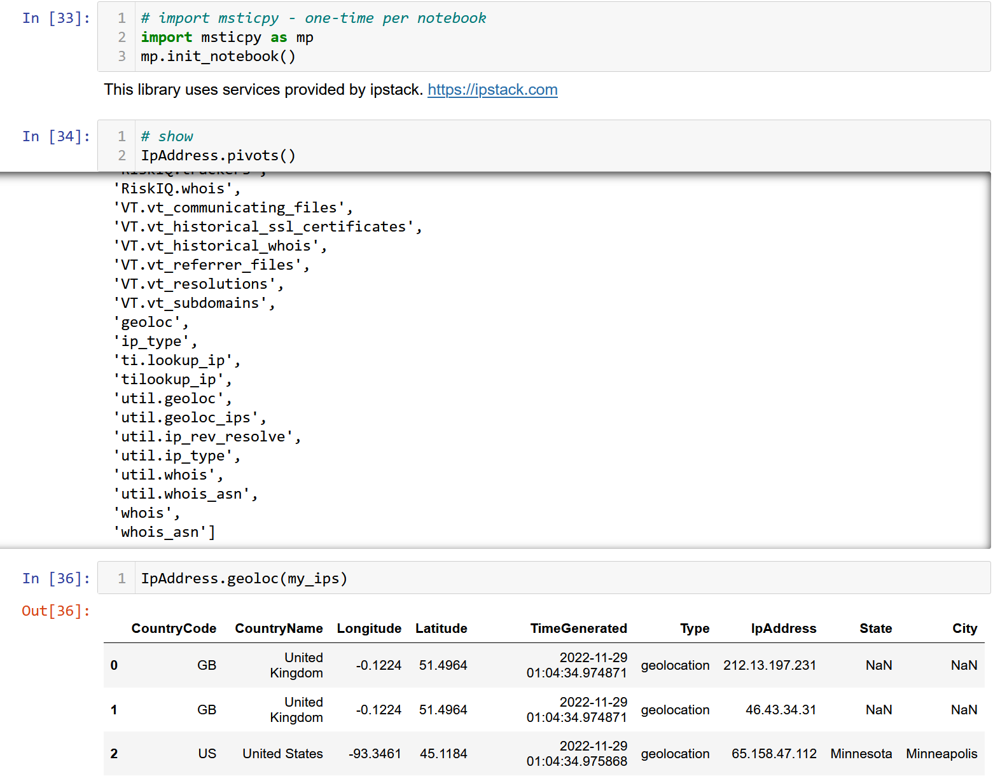 In [33]:
1 # import msticpy - one-time per notebook
2 import msticpy as mp
3 mp.init_notebook()
This library uses services provided by ipstack. https://ipstack.com
In [34]:
1 # show
2 IpAddress.pivots()
'RiskIQ.trackers',
'RiskIQ.whois',
'VT.vt_communicating_files',
'VT.vt_historical_ssl_certificates',
'VT.vt_historical_whois',
'VT.vt_referrer_files',
'VT.vt_resolutions',
'VT.vt_subdomains',
'geoloc',
'ip_type',
'ti.lookup_ip',
'tilookup_ip',
'util.geoloc',
'util.geoloc_ips',
'util.ip_rev_resolve',
'util.ip_type',
'util.whois',
'util.whois_asn',
'whois',
'whois_asn']
In [36]:
1 IpAddress.geoloc(my_ips)
Out[36]:
CountryCode CountryName Longitude Latitude TimeGenerated Type IpAddress State City
0 GB United Kingdom -0.1224 51.4964 2022-11-29 01:04:34.974871 geolocation 212.13.197.231 NaN NaN
1 GB United Kingdom -0.1224 51.4964 2022-11-29 01:04:34.974871 geolocation 46.43.34.31 NaN NaN
2 US United States -93.3461 45.1184 2022-11-29 01:04:34.975868 geolocation 65.158.47.112 Minnesota Minneapolis